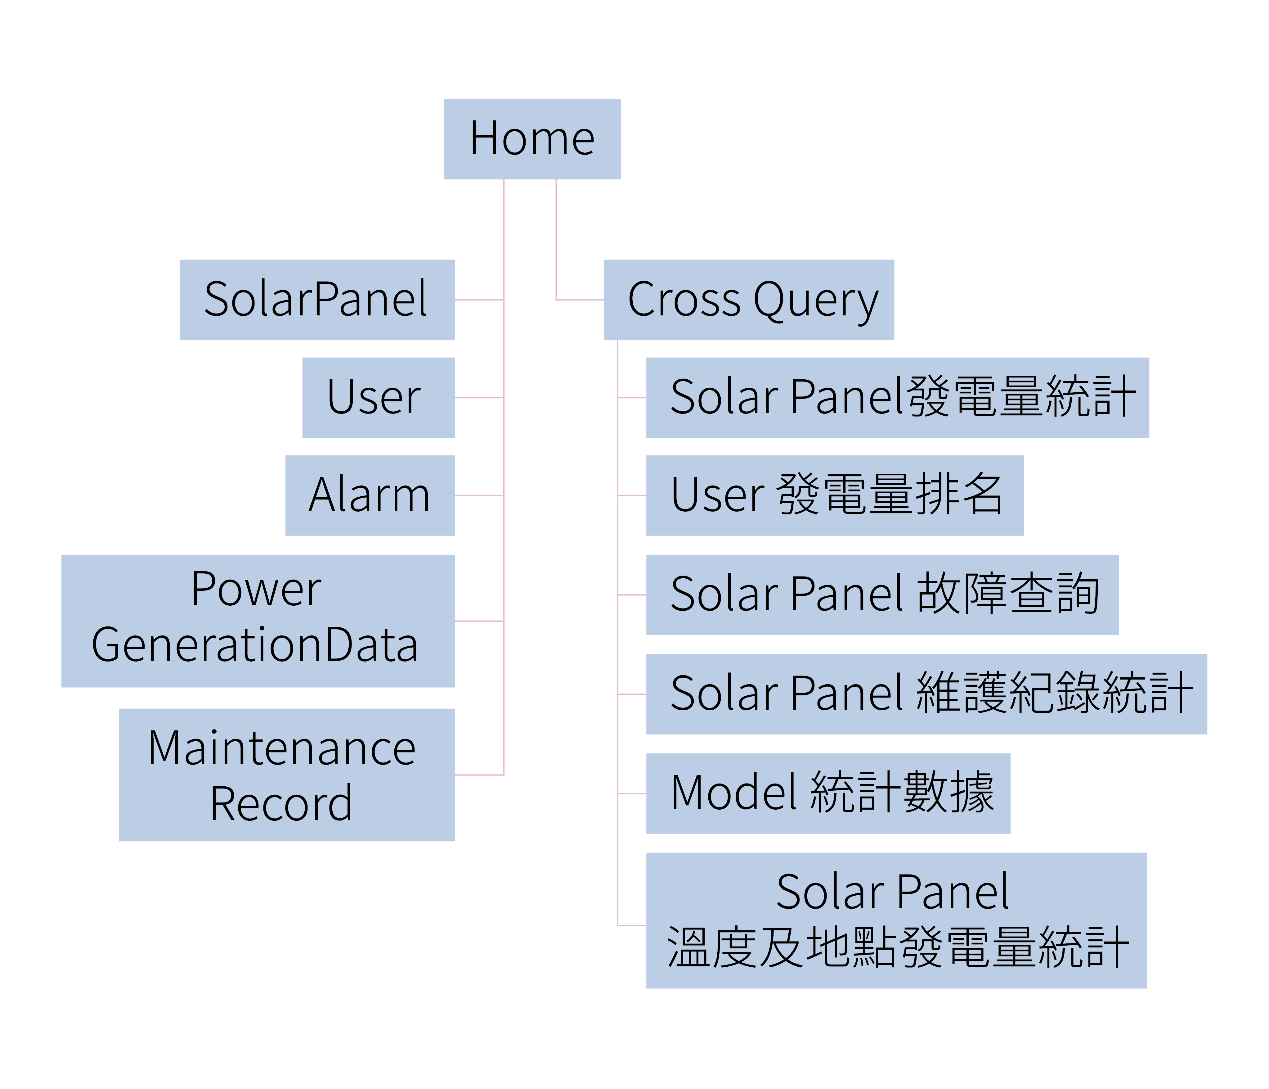 Home
SolarPanel
User
Alarm
Power
GenerationData
Maintenance
Record
Cross Query
Solar Panel發電量統計
User 發電量排名
Solar Panel 故障查詢
Solar Panel 維護紀錄統計
Model 統計數據
Solar Panel
溫度及地點發電量統計